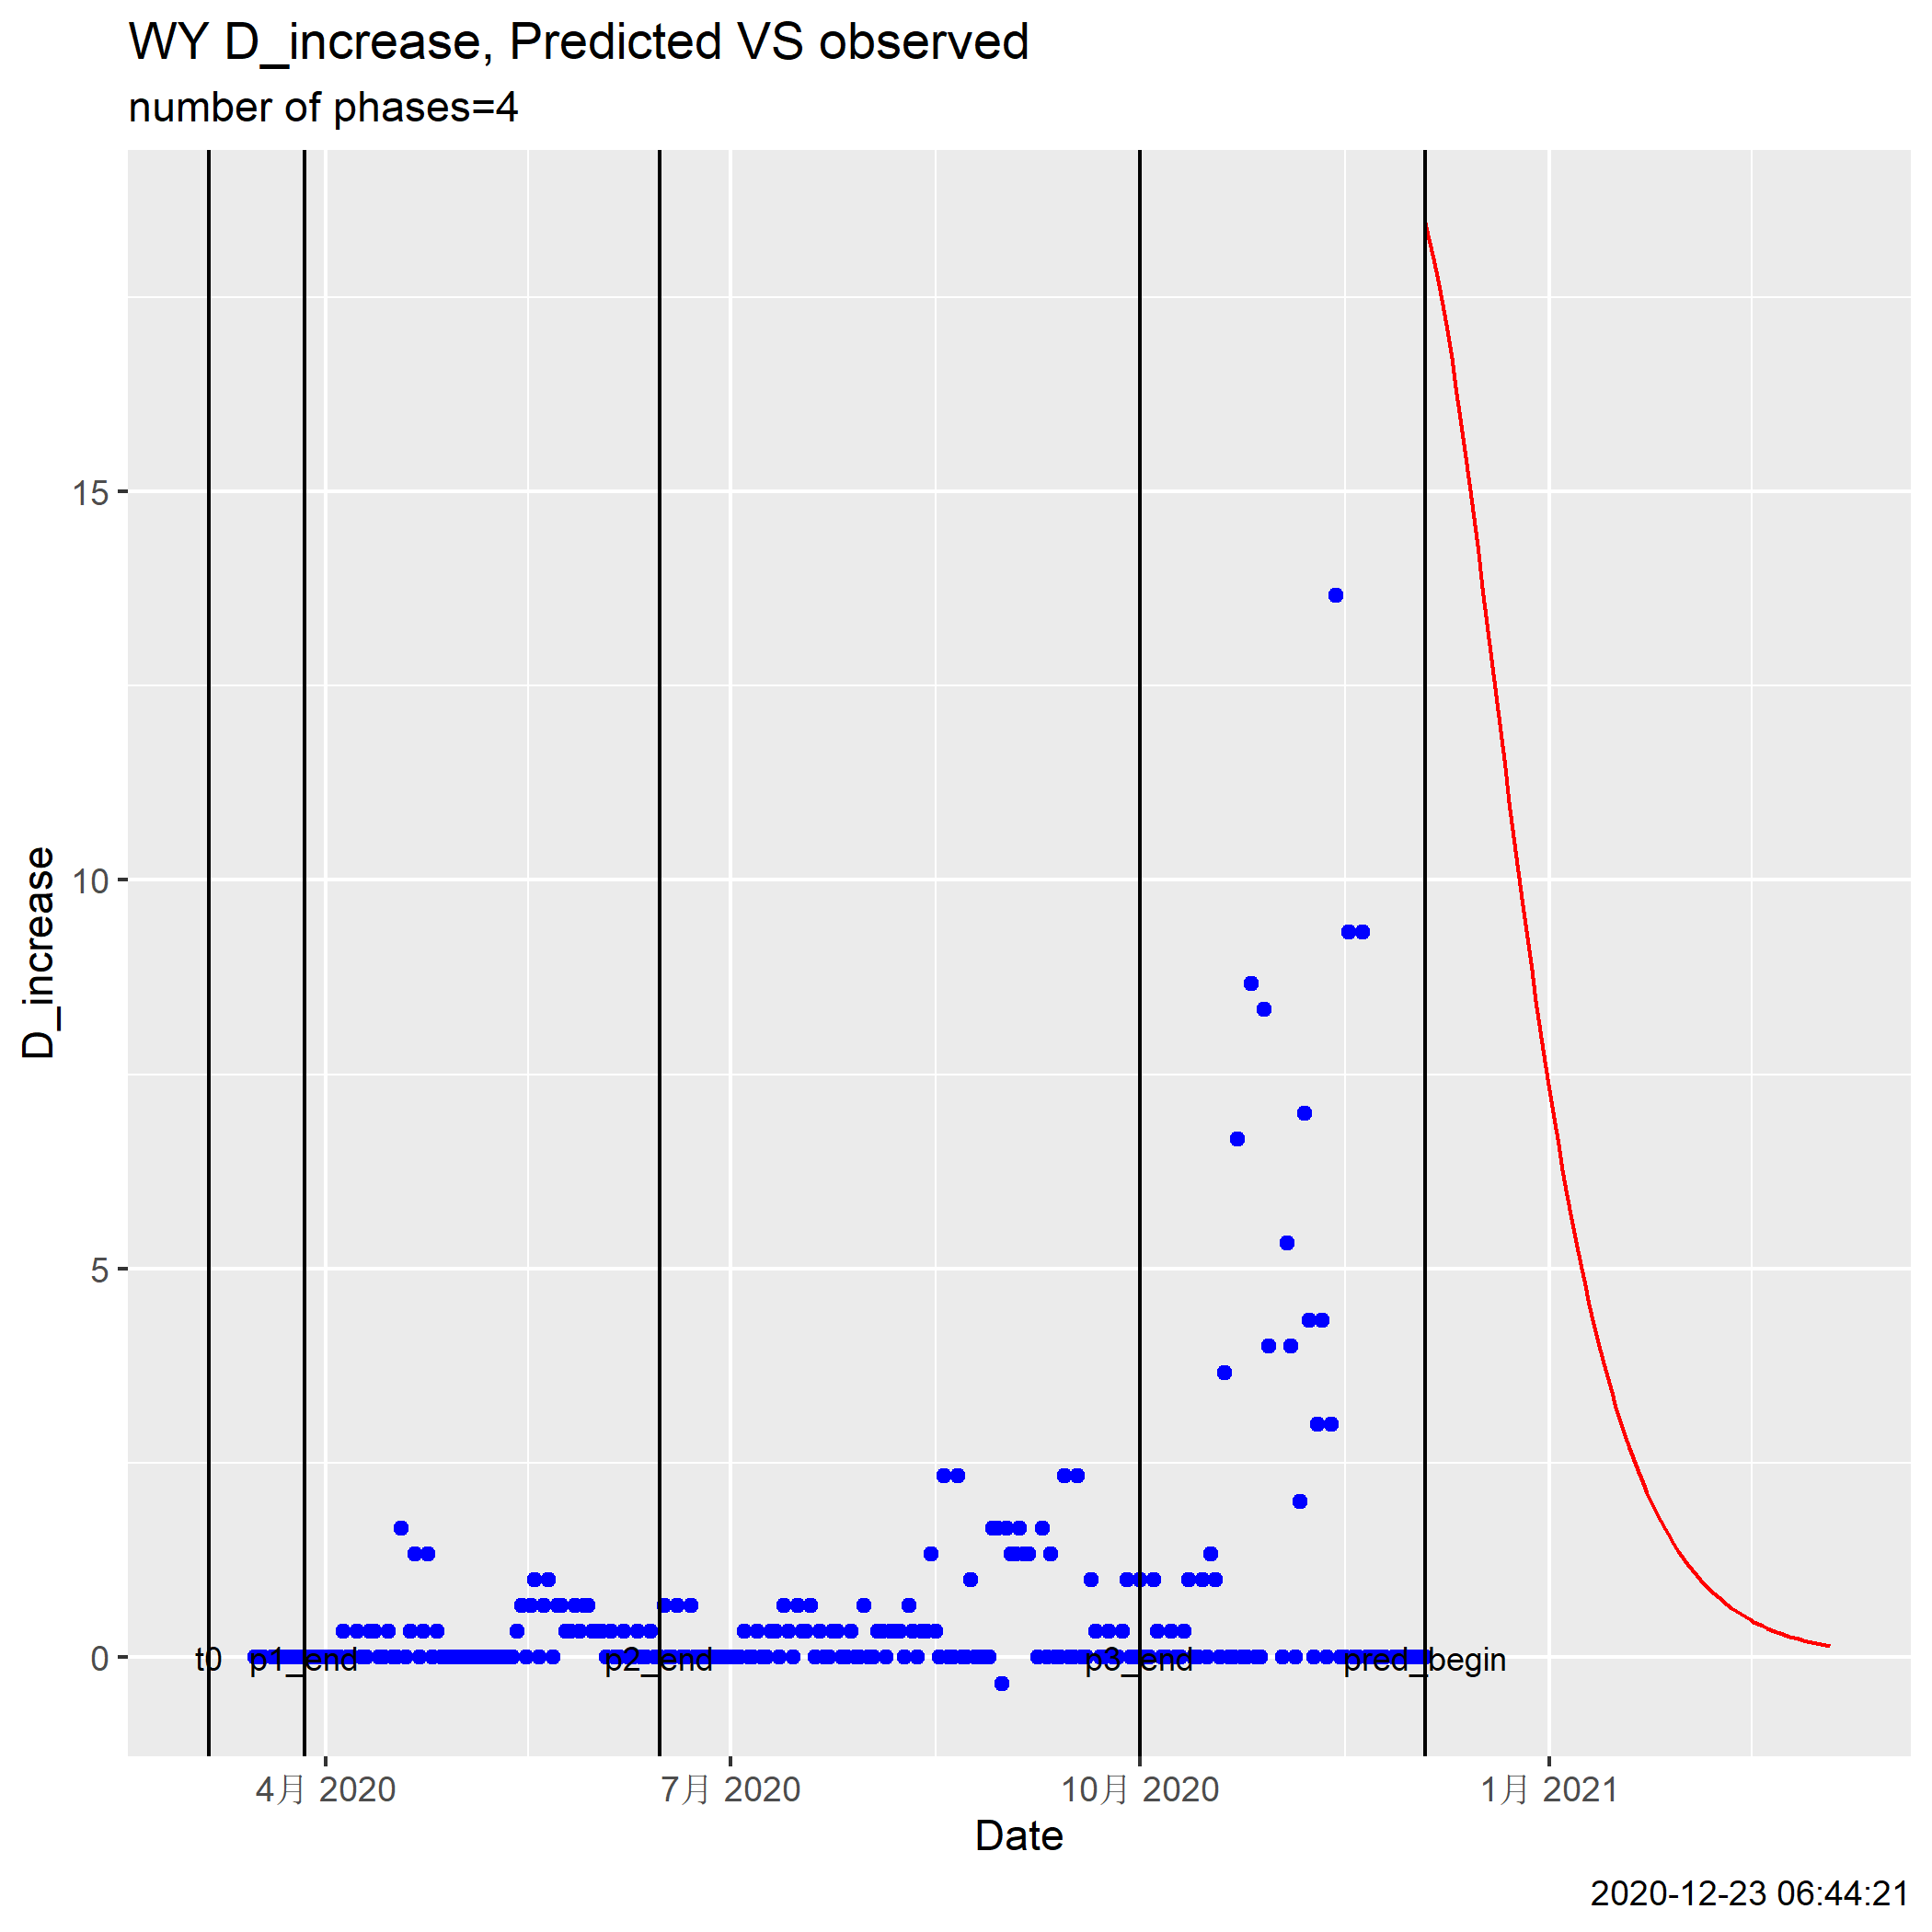 WY D_increase, Predicted VS observed
number of phases=4
D_increase
15
10
5
0
t0 p1_end p2_end p3_end pred_begin
4月 2020 7月 2020 10月 2020 1月 2021
Date
2020-12-23 06:44:21